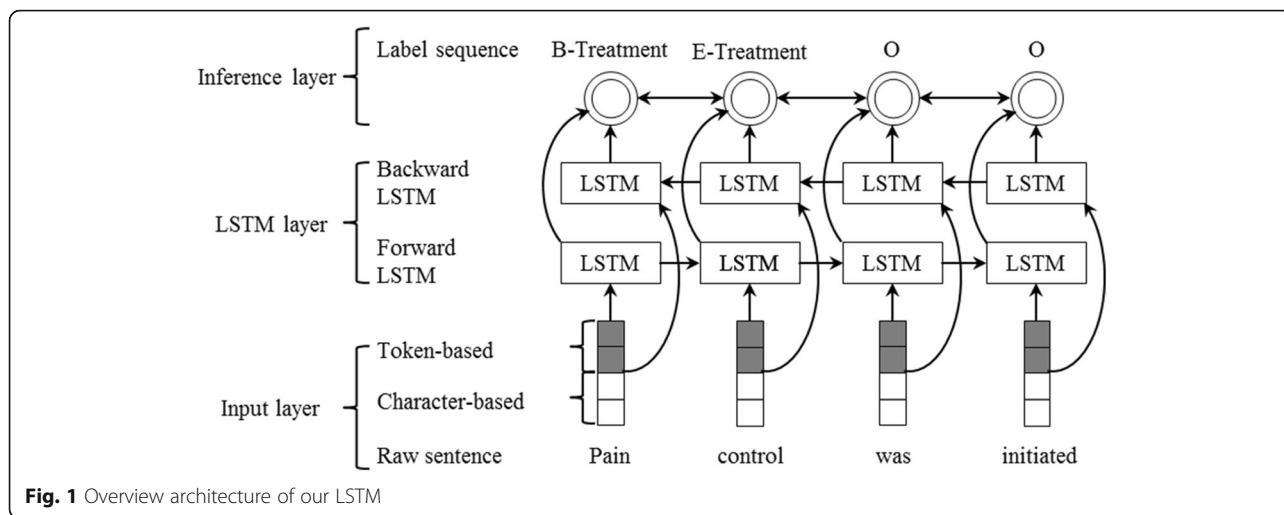 Label sequence B-Treatment E-Treatment O O
Inference layer
Backward
LSTM
LSTM LSTM LSTM LSTM
LSTM layer
Forward
LSTM
LSTM LSTM LSTM LSTM
Token-based
Input layer
Character-based
Raw sentence Pain control was initiated
Fig. 1 Overview architecture of our LSTM